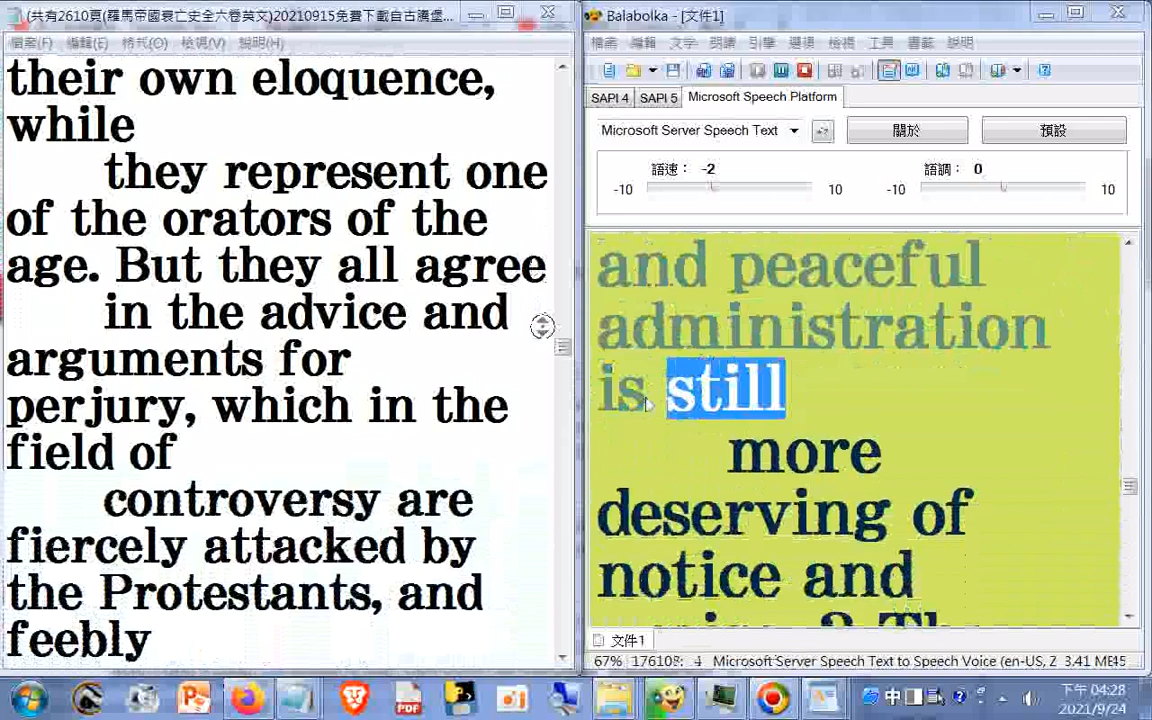 (共有2610頁(羅馬帝國衰亡史全六卷英文)20210915免費下載自古騰堡...
檔案(F) 編輯(E) 格式(O) 檢視(V) 說明(H)
their own eloquence,
while
they represent one
of the orators of the
age. But they all agree
in the advice and
arguments for
perjury, which in the
field of
controversy are
fiercely attacked by
the Protestants, and
feebly
Balabolka - [文件1]
檔案 編輯 文字 朗讀 引擎 選項 檢視 工具 書籤 說明
SAPI 4 SAPI 5 Microsoft Speech Platform
Microsoft Server Speech Text
關於
預設
語速： -2
-10 10
語調： 0
-10 10
and peaceful
administration
is still
more
deserving of
notice and
文件1
67% 176108: 4 Microsoft Server Speech Text to Speech Voice (en-US, Z 3.41 ME45
中
下午 04:28
2021/9/24